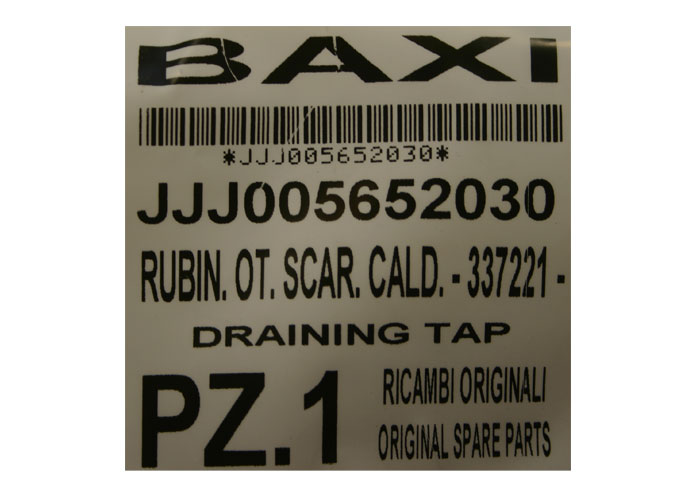 BAXI
*JJJ005652030*
JJJ005652030
RUBIN. OT. SCAR. CALD. - 337221 -
DRAINING TAP
PZ.1
RICAMBI ORIGINALI
ORIGINAL SPARE PARTS